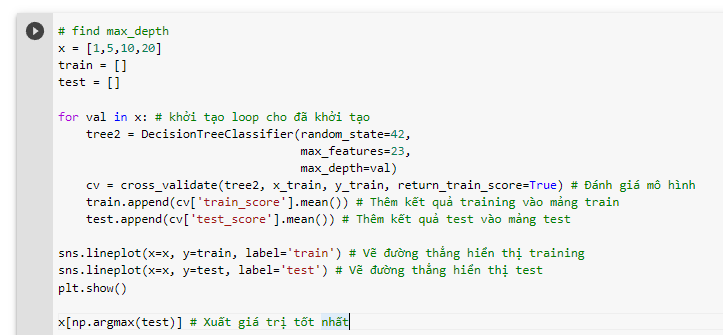 # find max_depth
x = [1,5,10,20]
train = []
test = []
for val in x: # khởi tạo loop cho đã khởi tạo
    tree2 = DecisionTreeClassifier(random_state=42,
                                   max_features=23,
                                   max_depth=val)
    cv = cross_validate(tree2, x_train, y_train, return_train_score=True) # Đánh giá mô hình
    train.append(cv['train_score'].mean()) # Thêm kết quả training vào mảng train
    test.append(cv['test_score'].mean()) # Thêm kết quả test vào mảng test
sns.lineplot(x=x, y=train, label='train') # Vẽ đường thẳng hiển thị training
sns.lineplot(x=x, y=test, label='test') # Vẽ đường thẳng hiển thị test
plt.show()
x[np.argmax(test)] # Xuất giá trị tốt nhất